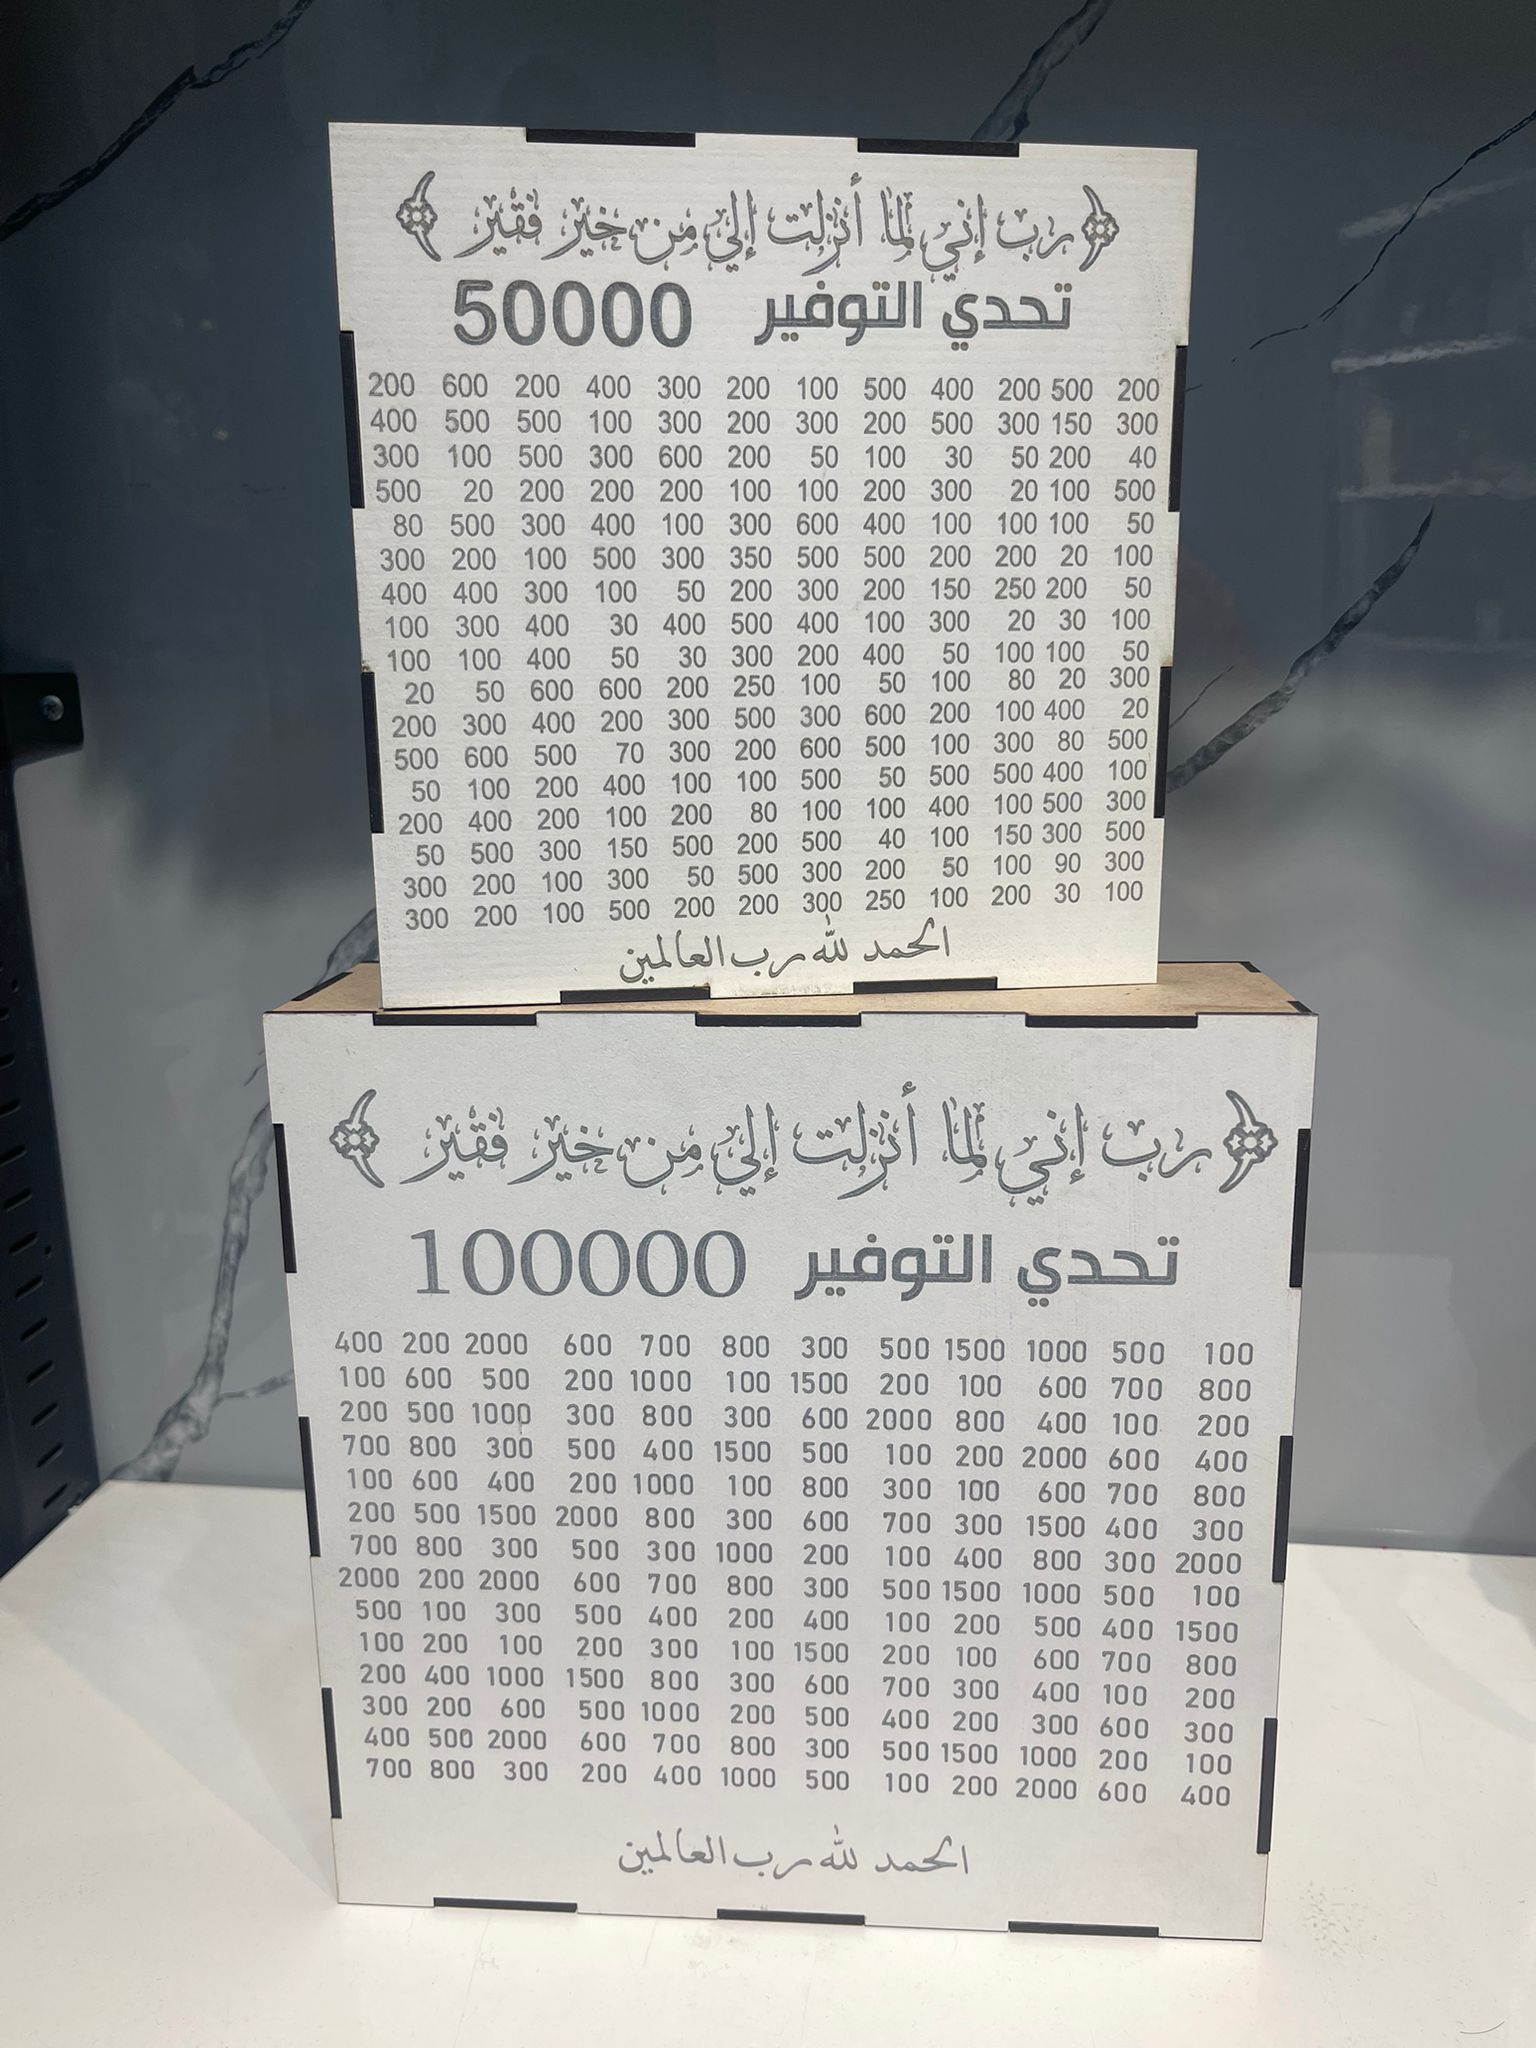 رب إني لما أنزلت إلي من خير فقير
تحدي التوفير 50000
200 600 200 400 300 200 100 500 400 200 500 200
400 500 500 100 300 200 300 200 500 300 150 300
300 100 500 300 600 200 50 100 30 50 200 40
500 20 200 200 200 100 100 200 300 20 100 500
80 500 300 400 100 300 600 400 100 100 100 50
300 200 100 500 300 350 500 500 200 200 20 100
400 400 300 100 50 200 300 200 150 250 200 50
100 300 400 30 400 500 400 100 300 20 30 100
100 100 400 50 30 300 200 400 50 100 100 50
20 50 600 600 200 250 100 50 100 80 20 300
200 300 400 200 300 500 300 600 200 100 400 20
500 600 500 70 300 200 600 500 100 300 80 500
50 100 200 400 100 100 500 50 500 500 400 100
200 400 200 100 200 80 100 100 400 100 500 300
50 500 300 150 500 200 500 40 100 150 300 500
300 200 100 300 50 500 300 200 50 100 90 300
300 200 100 500 200 200 300 250 100 200 30 100
الحمد لله رب العالمين
رب إني لما أنزلت إلي من خير فقير
تحدي التوفير 100000
400 200 2000 600 700 800 300 500 1500 1000 500 100
100 600 500 200 1000 100 1500 200 100 600 700 800
200 500 1000 300 800 300 600 2000 800 400 100 200
700 800 300 500 400 1500 500 100 200 2000 600 400
100 600 400 200 1000 100 800 300 100 600 700 800
200 500 1500 2000 800 300 600 700 300 1500 400 300
700 800 300 500 300 1000 200 100 400 800 300 2000
2000 200 2000 600 700 800 300 500 1500 1000 500 100
500 100 300 500 400 200 400 100 200 500 400 1500
100 200 100 200 300 100 1500 200 100 600 700 800
200 400 1000 1500 800 300 600 700 300 400 100 200
300 200 600 500 1000 200 500 400 200 300 600 300
400 500 2000 600 700 800 300 500 1500 1000 200 100
700 800 300 200 400 1000 500 100 200 2000 600 400
الحمد لله رب العالمين